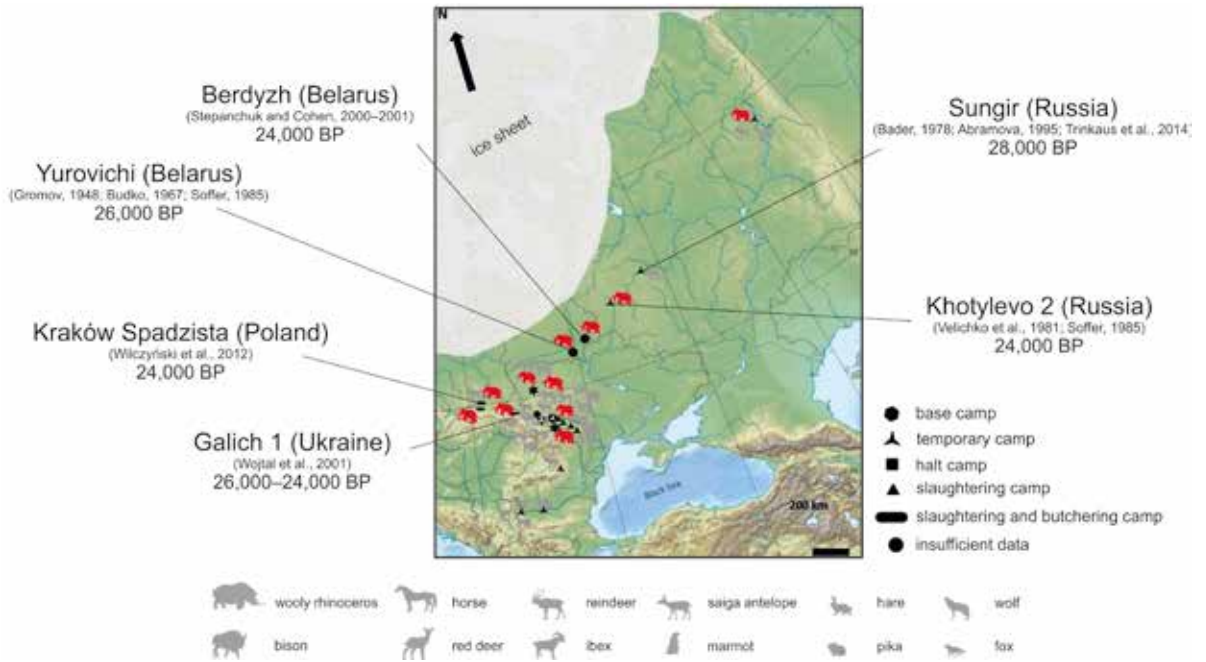 N
ice sheet
Berdyzh (Belarus)
(Stepanchuk and Cohen, 2000–2001)
24,000 BP
Yurovichi (Belarus)
(Gromov, 1948; Budko, 1967; Soffer, 1985)
26,000 BP
Kraków Spadzista (Poland)
(Wilczyński et al., 2012)
24,000 BP
Galich 1 (Ukraine)
(Wojtal et al., 2001)
26,000–24,000 BP
Sungir (Russia)
(Bader, 1978; Abramova, 1995; Trinkaus et al., 2014)
28,000 BP
Khotylevo 2 (Russia)
(Velichko et al., 1981; Soffer, 1985)
24,000 BP
Black Sea
200 km
base camp
temporary camp
halt camp
slaughtering camp
slaughtering and butchering camp
insufficient data
wooly rhinoceros horse reindeer saiga antelope hare wolf
bison red deer ibex marmot pika fox